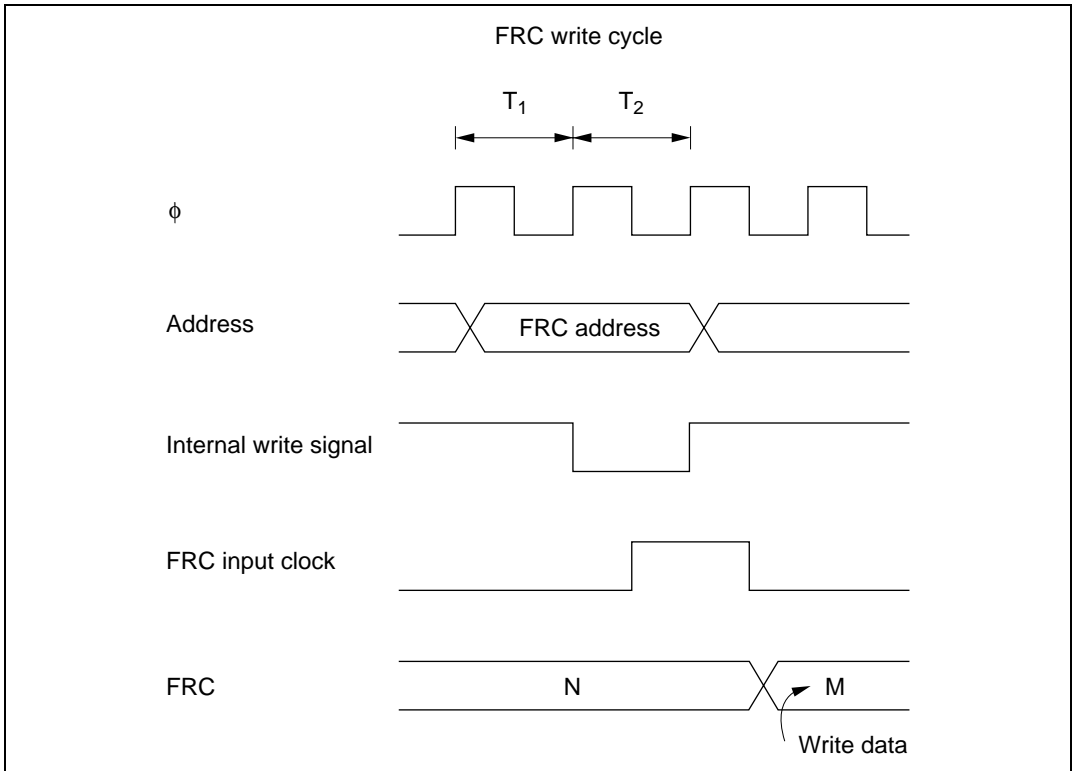 FRC write cycle
T1 T2
ϕ
Address
FRC address
Internal write signal
FRC input clock
FRC
N
M
Write data